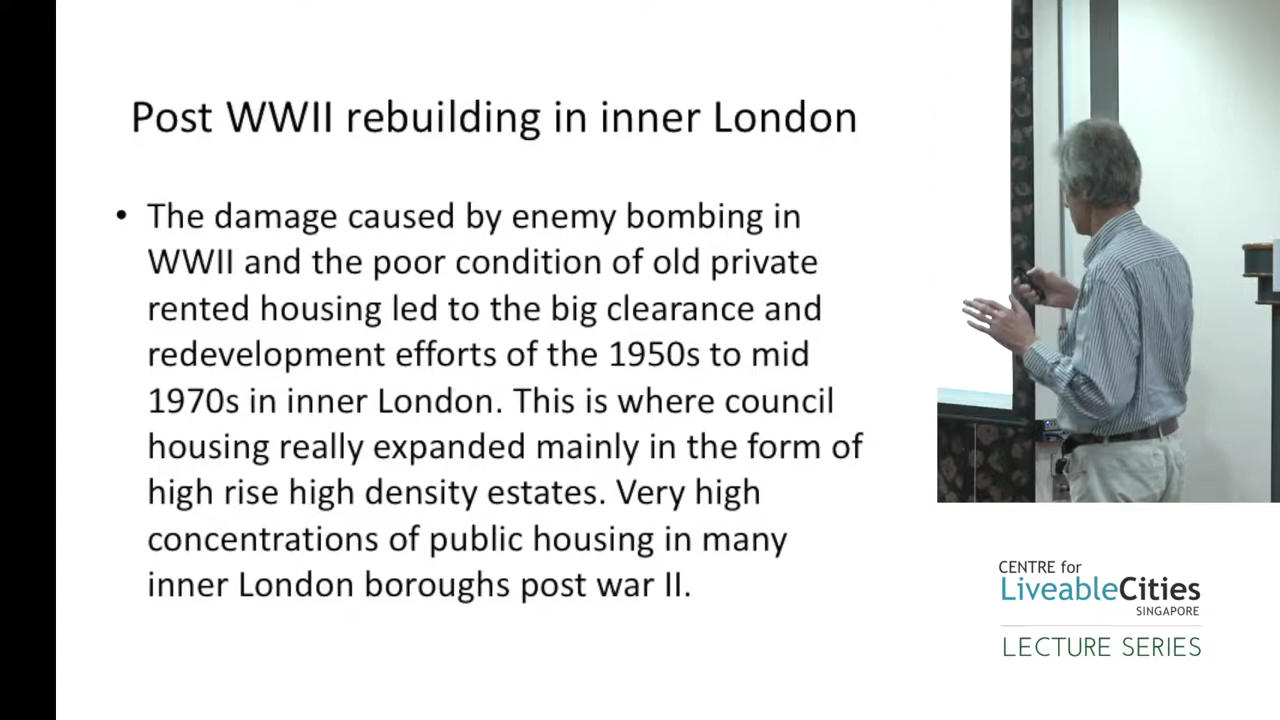 Post WWII rebuilding in inner London
• The damage caused by enemy bombing in
WWII and the poor condition of old private
rented housing led to the big clearance and
redevelopment efforts of the 1950s to mid
1970s in inner London. This is where council
housing really expanded mainly in the form of
high rise high density estates. Very high
concentrations of public housing in many
inner London boroughs post war II.
CENTRE for
LiveableCities
SINGAPORE
LECTURE SERIES